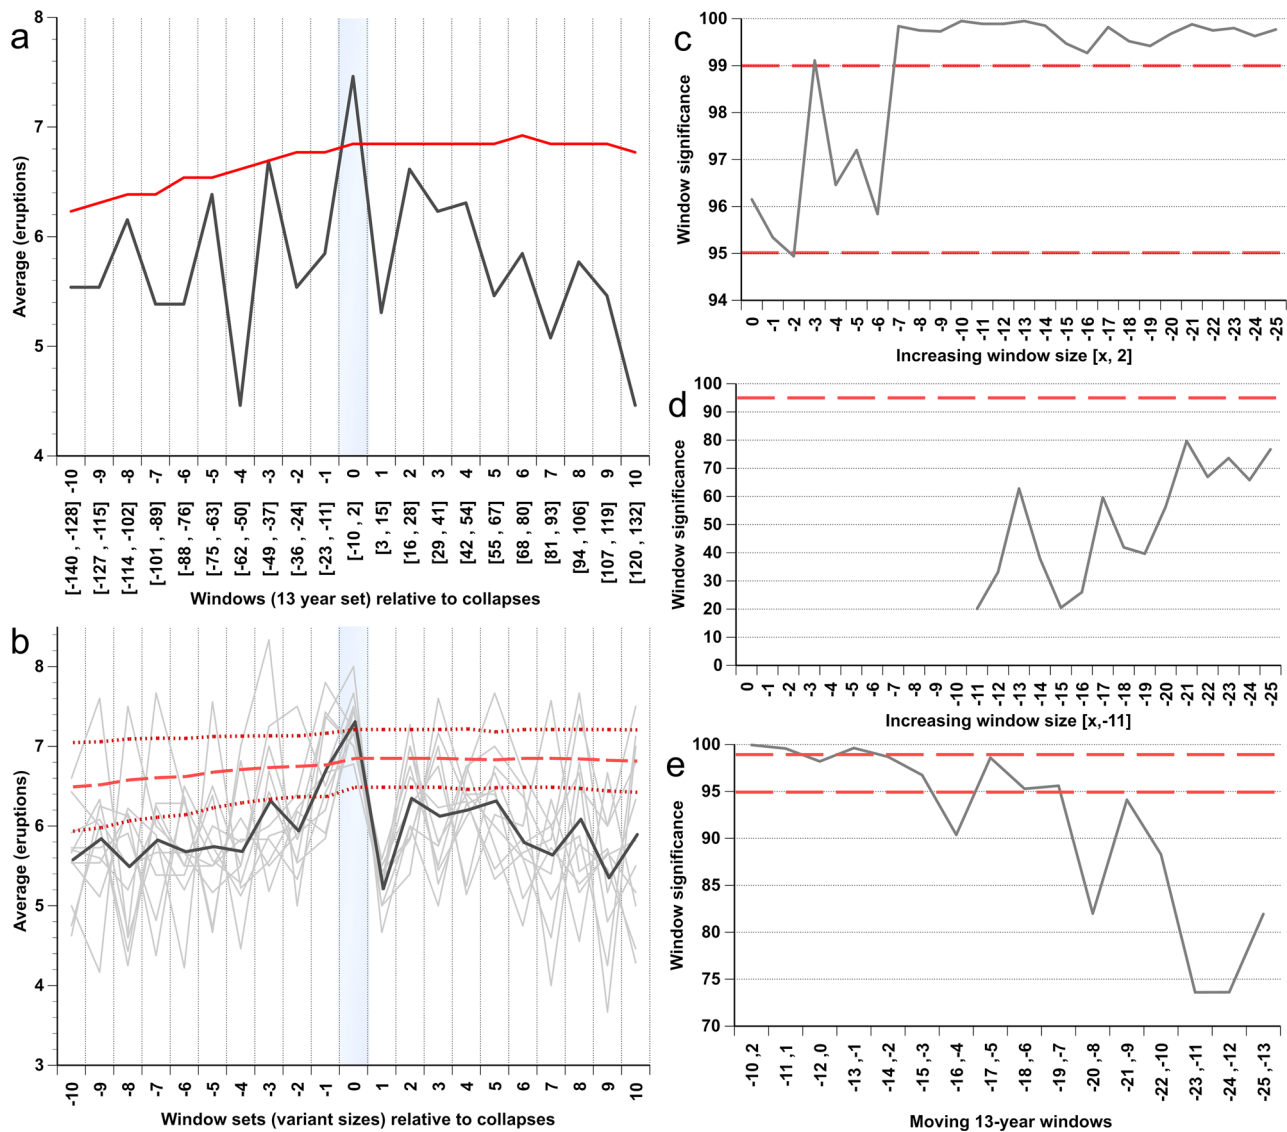 a
8
7
6
5
4
Average (eruptions)
-10 -9 -8 -7 -6 -5 -4 -3 -2 -1 0 1 2 3 4 5 6 7 8 9 10
[-140 , -128] [-127 , -115] [-114 , -102] [-101 , -89] [-88 , -76] [-75 , -63] [-62 , -50] [-49 , -37] [-36 , -24] [-23 , -11] [-10 , 2] [3 , 15] [16 , 28] [29 , 41] [42 , 54] [55 , 67] [68 , 80] [81 , 93] [94 , 106] [107 , 119] [120 , 132]
Windows (13 year set) relative to collapses
b
8
7
6
5
4
3
Average (eruptions)
-10 -9 -8 -7 -6 -5 -4 -3 -2 -1 0 1 2 3 4 5 6 7 8 9 10
Window sets (variant sizes) relative to collapses
c
100
99
98
97
96
95
94
Window significance
0 -1 -2 -3 -4 -5 -6 -7 -8 -9 -10 -11 -12 -13 -14 -15 -16 -17 -18 -19 -20 -21 -22 -23 -24 -25
Increasing window size [x, 2]
d
100
90
80
70
60
50
40
30
20
10
0
Window significance
0 -1 -2 -3 -4 -5 -6 -7 -8 -9 -10 -11 -12 -13 -14 -15 -16 -17 -18 -19 -20 -21 -22 -23 -24 -25
Increasing window size [x,-11]
e
100
95
90
85
80
75
70
Window significance
-10 ,2 -11 ,1 -12 ,0 -13 ,-1 -14 ,-2 -15 ,-3 -16 ,-4 -17 ,-5 -18 ,-6 -19 ,-7 -20 ,-8 -21 ,-9 -22 ,-10 -23 ,-11 -24 ,-12 -25 ,-13
Moving 13-year windows